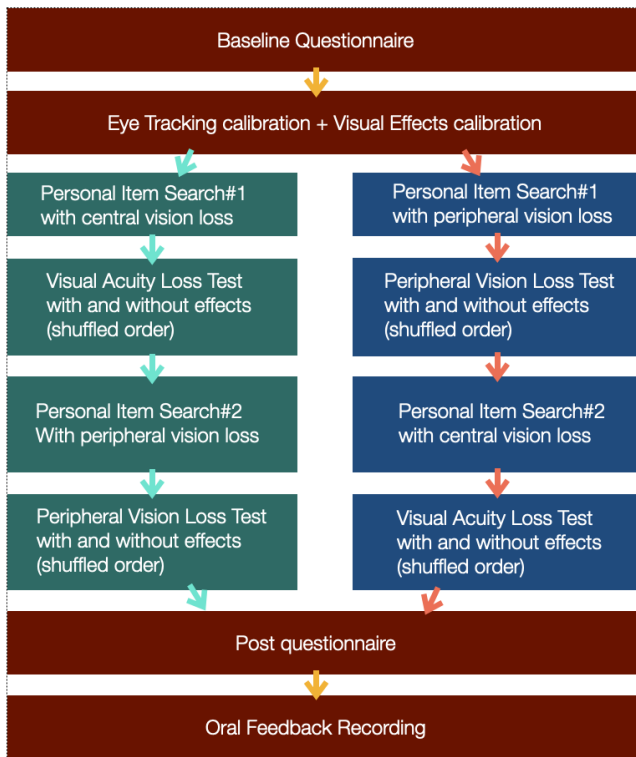 Baseline Questionnaire
Eye Tracking calibration + Visual Effects calibration
Personal Item Search#1
with central vision loss
Visual Acuity Loss Test
with and without effects
(shuffled order)
Personal Item Search#2
With peripheral vision loss
Peripheral Vision Loss Test
with and without effects
(shuffled order)
Personal Item Search#1
with peripheral vision loss
Peripheral Vision Loss Test
with and without effects
(shuffled order)
Personal Item Search#2
with central vision loss
Visual Acuity Loss Test
with and without effects
(shuffled order)
Post questionnaire
Oral Feedback Recording